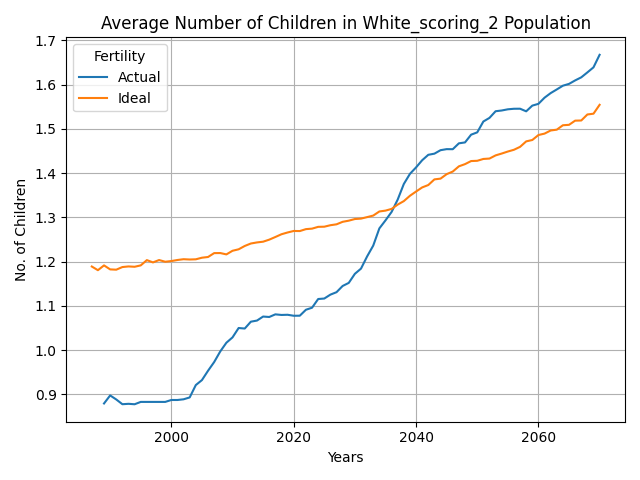 Average Number of Children in White_scoring_2 Population
Fertility
Actual
Ideal
No. of Children
1.7
1.6
1.5
1.4
1.3
1.2
1.1
1.0
0.9
2000
2020
2040
2060
Years